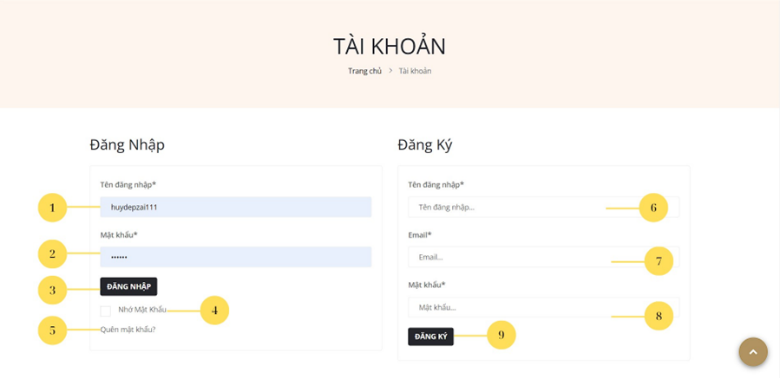 TÀI KHOẢN
Trang chủ > Tài khoản
Đăng Nhập
Tên đăng nhập*
1
huydepzai111
Mật khẩu*
2
••••••
3
ĐĂNG NHẬP
Nhớ Mật Khẩu
4
5
Quên mật khẩu?
Đăng Ký
Tên đăng nhập*
Tên đăng nhập...
6
Email*
Email...
7
Mật khẩu*
Mật khẩu...
8
ĐĂNG KÝ
9